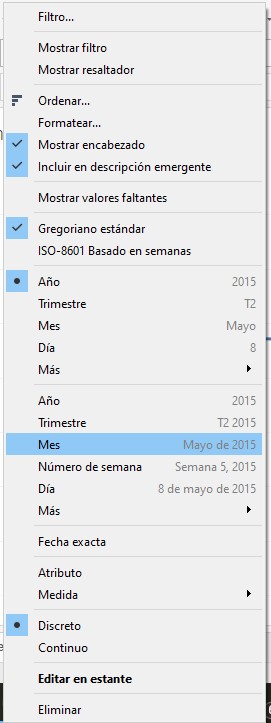 Filtro...
Mostrar filtro
Mostrar resaltador
Ordenar...
Formatear...
Mostrar encabezado
Incluir en descripción emergente
Mostrar valores faltantes
Gregoriano estándar
ISO-8601 Basado en semanas
Año 2015
Trimestre T2
Mes Mayo
Día 8
Más
Año 2015
Trimestre T2 2015
Mes Mayo de 2015
Número de semana Semana 5, 2015
Día 8 de mayo de 2015
Más
Fecha exacta
Atributo
Medida
Discreto
Continuo
Editar en estante
Eliminar